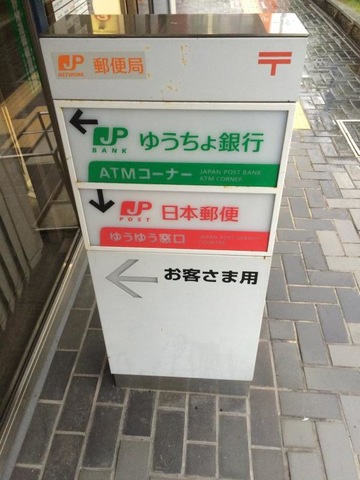 JP 郵便局 〒
NETWORK
JP ゆうちょ銀行
BANK
ATMコーナー JAPAN POST BANK
ATM CORNER
JP 日本郵便
POST
ゆうゆう窓口 JAPAN POST
お客さま用